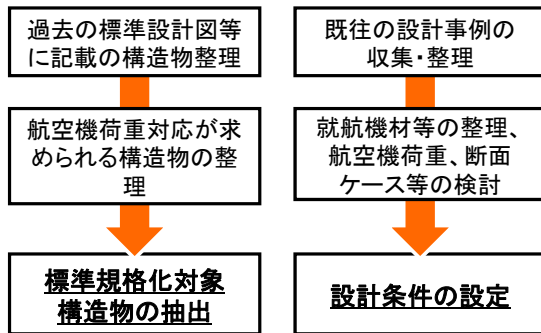 過去の標準設計図等
に記載の構造物整理
航空機荷重対応が求
められる構造物の整
理
標準規格化対象
構造物の抽出
既往の設計事例の
収集・整理
就航機材等の整理、
航空機荷重、断面
ケース等の検討
設計条件の設定